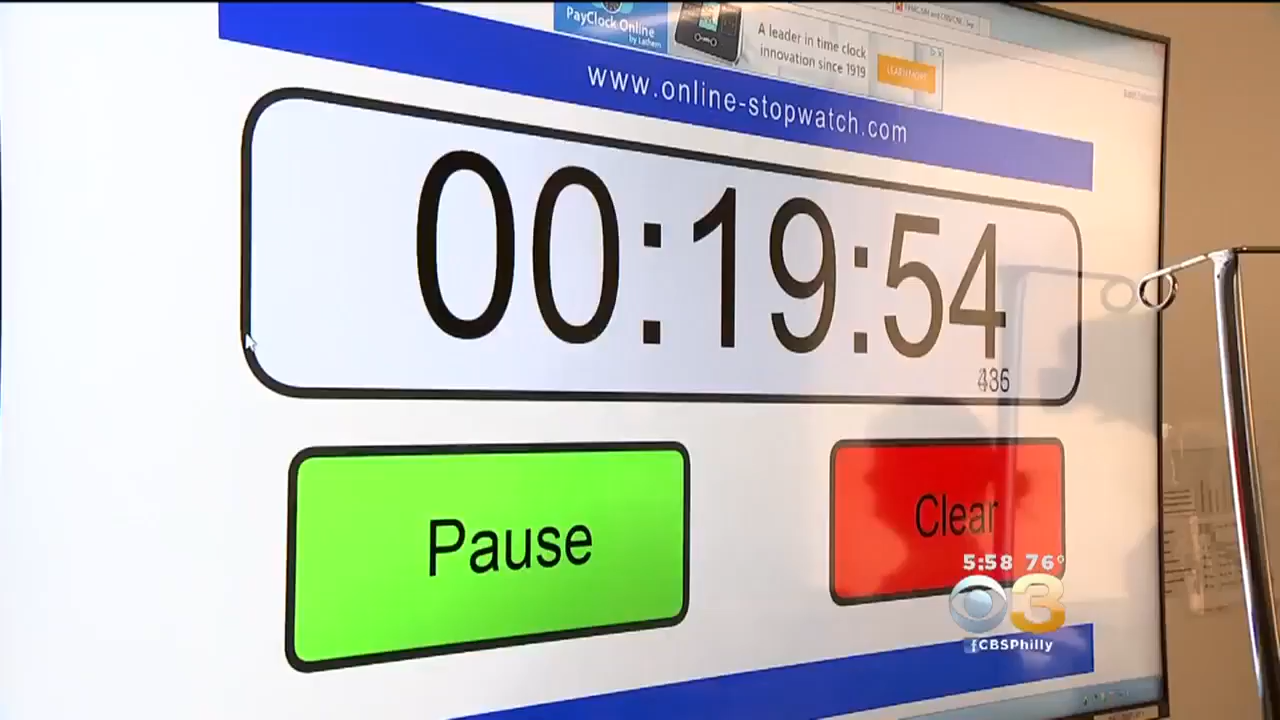 PayClock Online
by Lathem
A leader in time clock
innovation since 1919
LEARN MORE
www.online-stopwatch.com
00:19:54
436
Pause
Clear
5:58 76°
3
fCBSPhilly